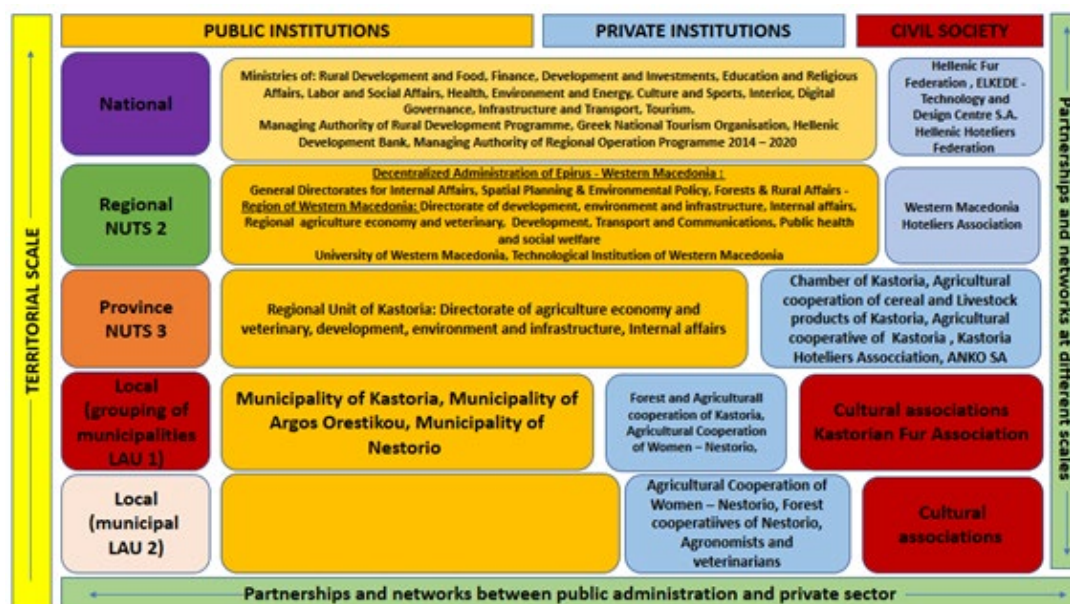 PUBLIC INSTITUTIONS
PRIVATE INSTITUTIONS
CIVIL SOCIETY
TERRITORIAL SCALE
Partnerships and networks at different scales
National
Ministries of: Rural Development and Food, Finance, Development and Investments, Education and Religious
Affairs, Labor and Social Affairs, Health, Environment and Energy, Culture and Sports, Interior, Digital
Governance, Infrastructure and Transport, Tourism.
Managing Authority of Rural Development Programme, Greek National Tourism Organisation, Hellenic
Development Bank, Managing Authority of Regional Operation Programme 2014 – 2020
Hellenic Fur
Federation , ELKEDE -
Technology and
Design Centre S.A.
Hellenic Hoteliers
Federation
Regional
NUTS 2
Decentralized Administration of Epirus - Western Macedonia :
General Directorates for Internal Affairs, Spatial Planning & Environmental Policy, Forests & Rural Affairs -
Region of Western Macedonia: Directorate of development, environment and infrastructure, Internal affairs,
Regional agriculture economy and veterinary, Development, Transport and Communications, Public health
and social welfare
University of Western Macedonia, Technological Institution of Western Macedonia
Western Macedonia
Hoteliers Association
Province
NUTS 3
Regional Unit of Kastoria: Directorate of agriculture economy and
veterinary, development, environment and infrastructure, Internal affairs
Chamber of Kastoria, Agricultural
cooperation of cereal and Livestock
products of Kastoria, Agricultural
cooperative of Kastoria , Kastoria
Hoteliers Assocciation, ANKO SA
Local
(grouping of
municipalities
LAU 1)
Municipality of Kastoria, Municipality of
Argos Orestikou, Municipality of
Nestorio
Forest and Agriculturall
cooperation of Kastoria,
Agricultural Cooperation
of Women – Nestorio,
Cultural associations
Kastorian Fur Association
Local
(municipal
LAU 2)
Agricultural Cooperation of
Women – Nestorio, Forest
cooperatiives of Nestorio,
Agronomists and
veterinarians
Cultural
associations
Partnerships and networks between public administration and private sector